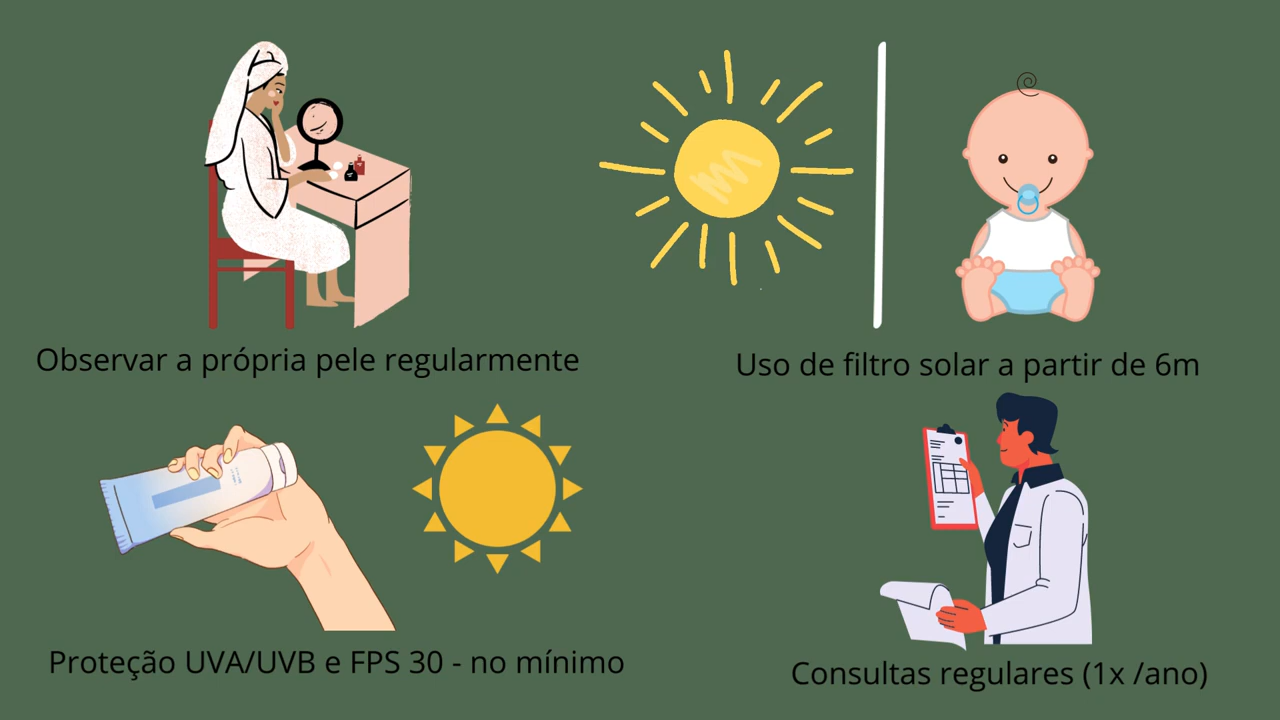 Observar a própria pele regularmente
Uso de filtro solar a partir de 6m
Proteção UVA/UVB e FPS 30 - no mínimo
Consultas regulares (1x /ano)